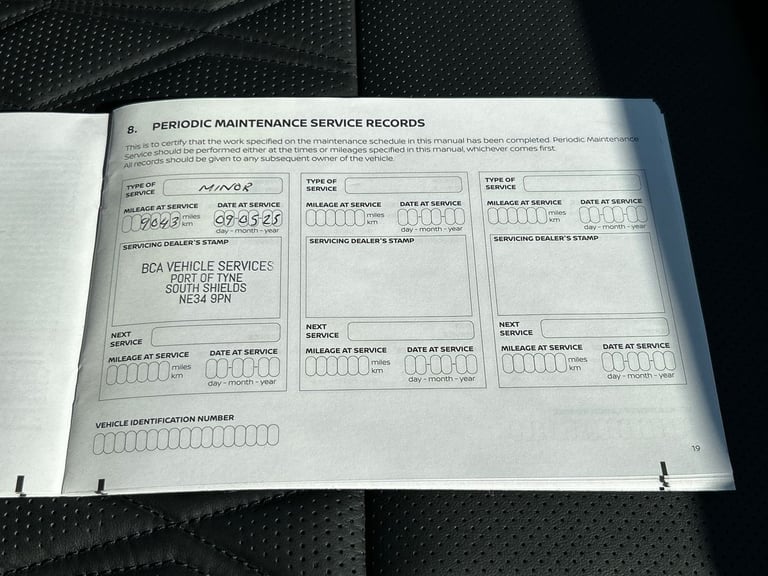 8. PERIODIC MAINTENANCE SERVICE RECORDS
This is to certify that the work specified on the maintenance schedule in this manual has been completed. Periodic Maintenance
Service should be performed either at the times or mileages specified in this manual, whichever comes first.
All records should be given to any subsequent owner of the vehicle.
TYPE OF
SERVICE
MINOR
MILEAGE AT SERVICE
DATE AT SERVICE
9043 miles
km
09-05-25
day - month - year
SERVICING DEALER'S STAMP
BCA VEHICLE SERVICES
PORT OF TYNE
SOUTH SHIELDS
NE34 9PN
NEXT
SERVICE
MILEAGE AT SERVICE
DATE AT SERVICE
miles
km
day - month - year
TYPE OF
SERVICE
MILEAGE AT SERVICE
DATE AT SERVICE
miles
km
day - month - year
SERVICING DEALER'S STAMP
NEXT
SERVICE
MILEAGE AT SERVICE
DATE AT SERVICE
miles
km
day - month - year
TYPE OF
SERVICE
MILEAGE AT SERVICE
DATE AT SERVICE
miles
km
day - month - year
SERVICING DEALER'S STAMP
NEXT
SERVICE
MILEAGE AT SERVICE
DATE AT SERVICE
miles
km
day - month - year
VEHICLE IDENTIFICATION NUMBER
19